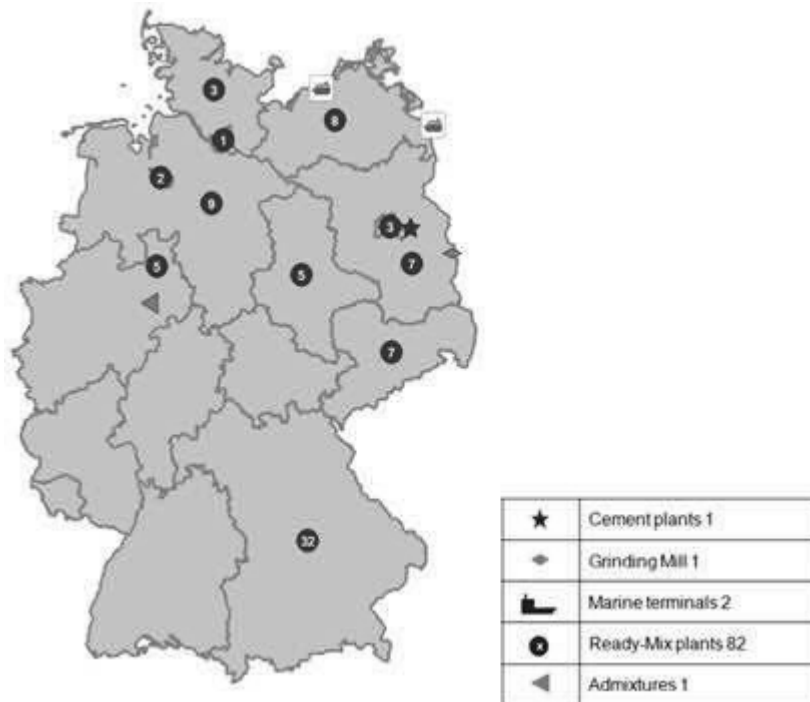 3
8
1
2
9
3
7
5
5
7
32
Cement plants 1
Grinding Mill 1
Marine terminals 2
x
Ready-Mix plants 82
Admixtures 1